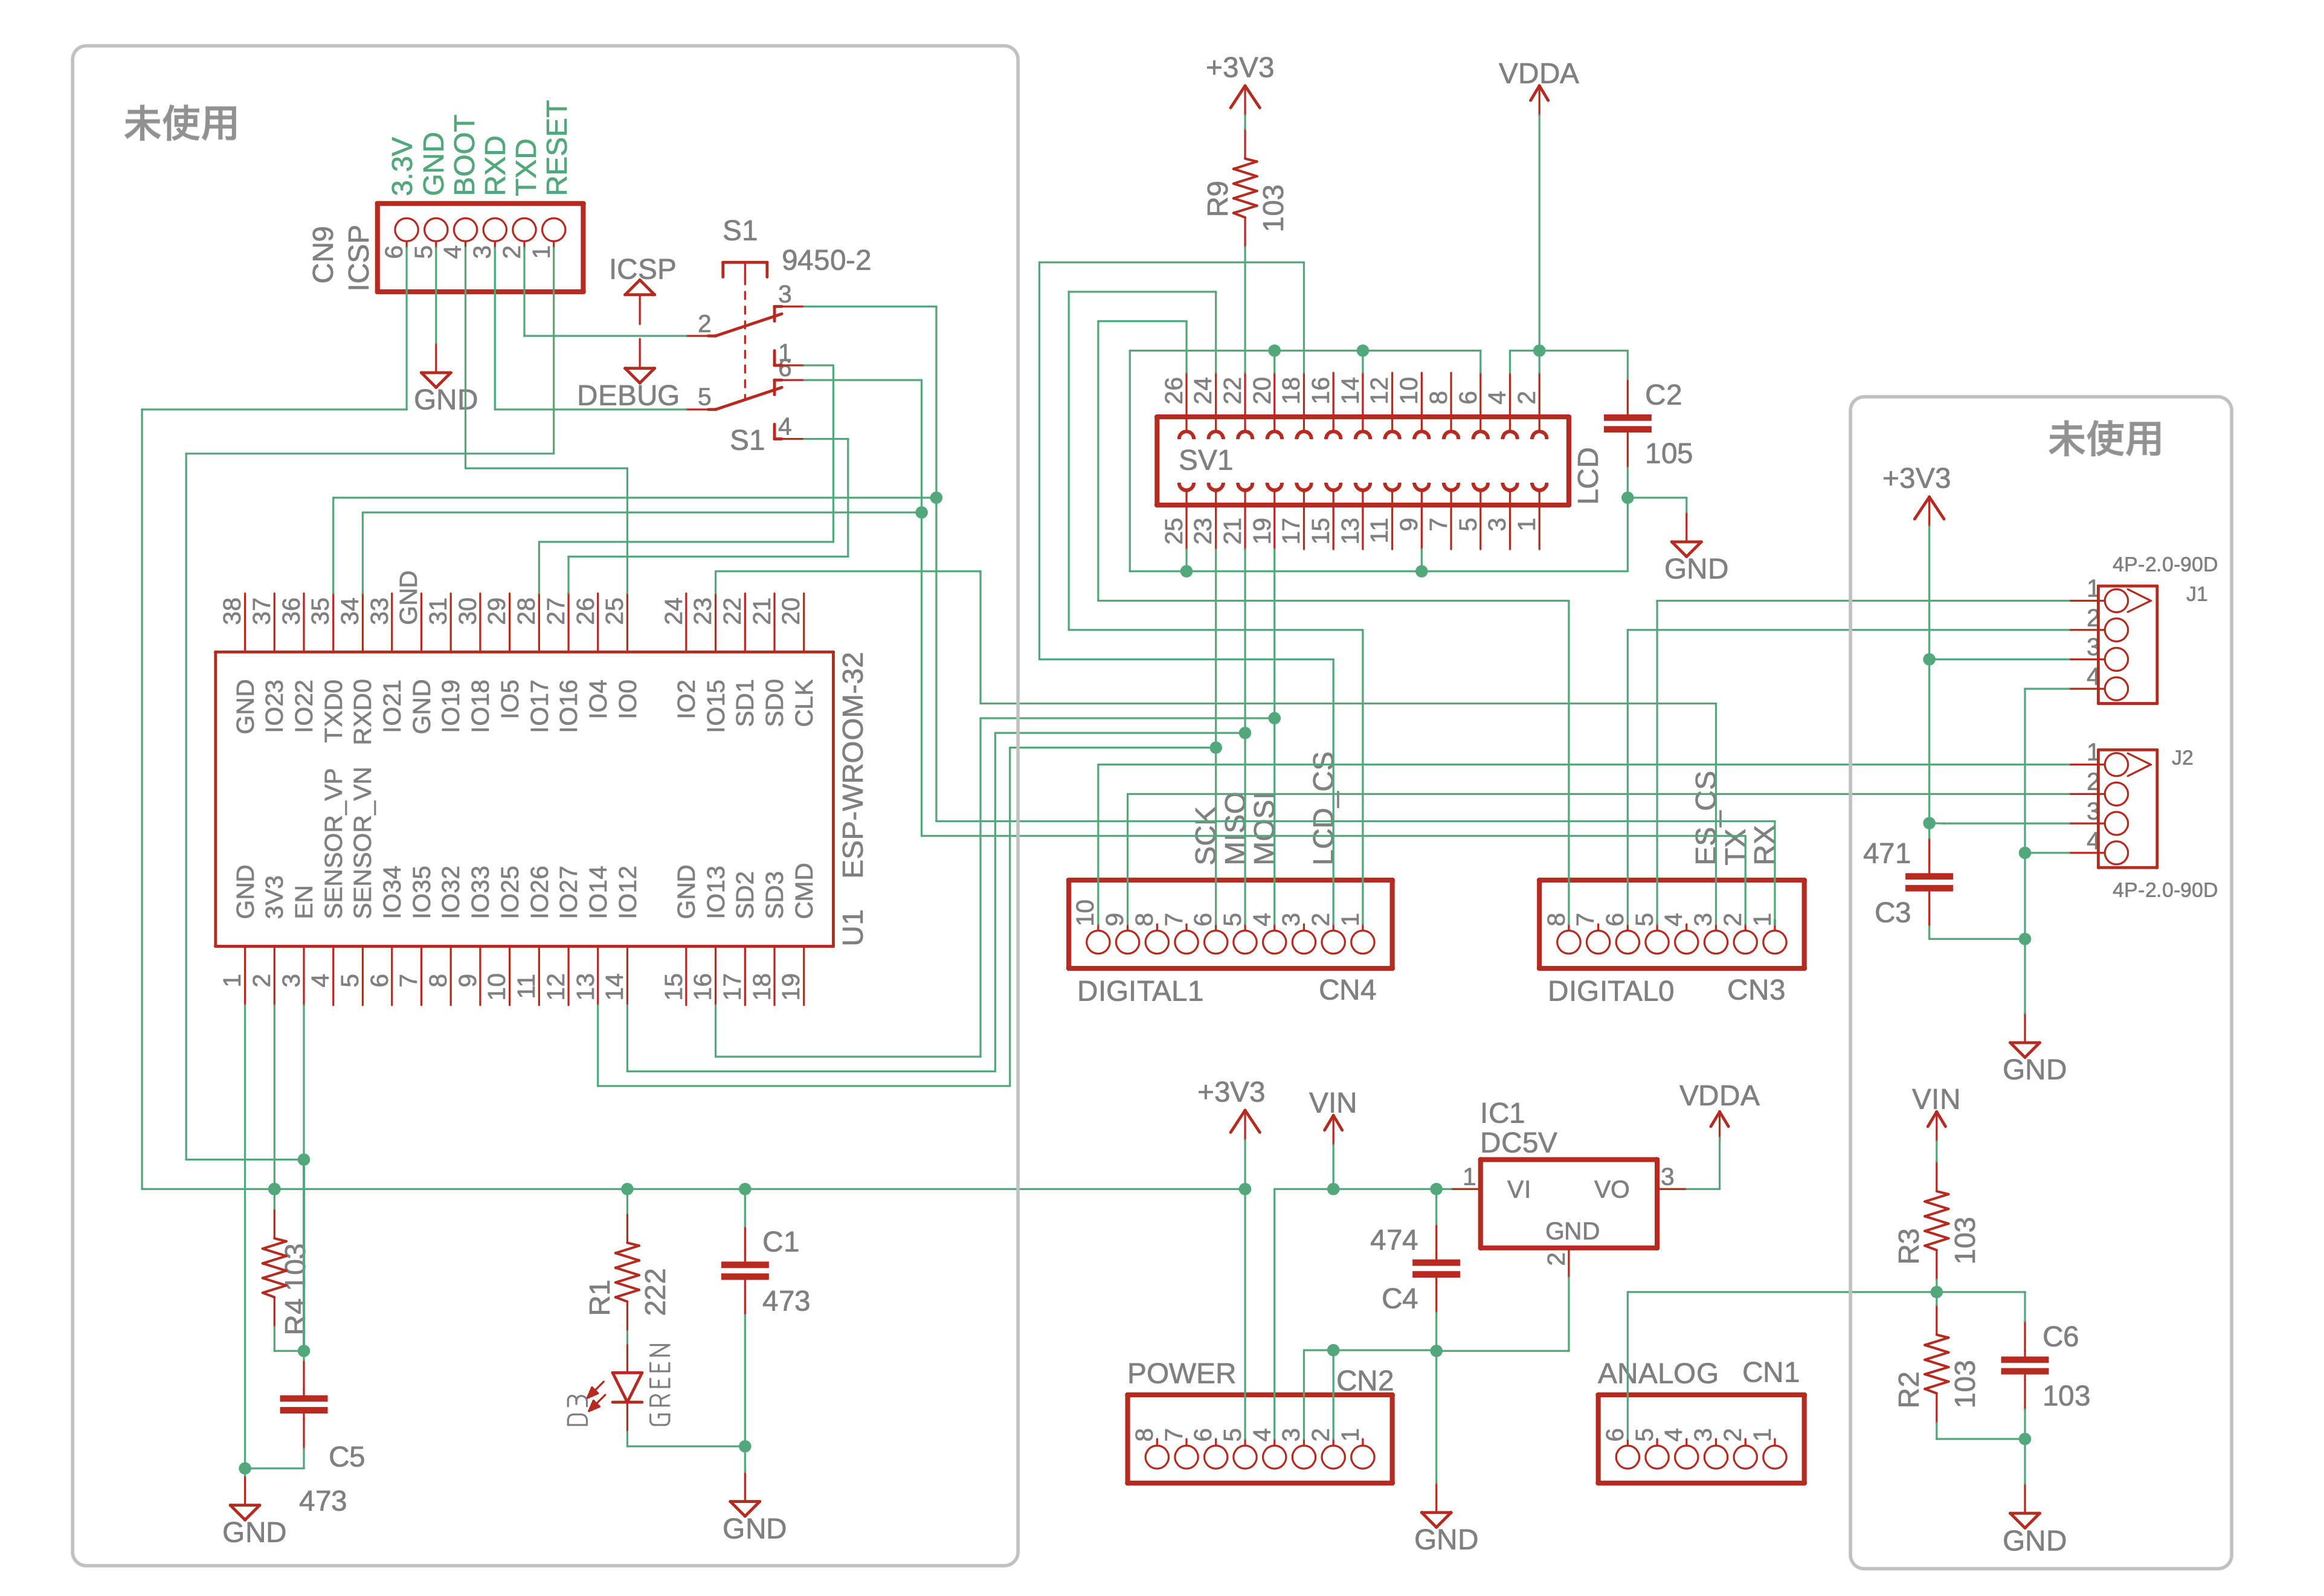 未使用
3.3V
GND
BOOT
RXD
TXD
RESET
CN9
ICSP
6
5
4
3
2
1
GND
ICSP
DEBUG
S1
9450-2
3
2
1
6
5
4
S1
38
37
36
35
34
33
GND
31
30
29
28
27
26
25
24
23
22
21
20
GND
IO23
IO22
TXD0
RXD0
IO21
GND
IO19
IO18
IO5
IO17
IO16
IO4
IO0
IO2
IO15
SD1
SD0
CLK
GND
3V3
EN
SENSOR_VP
SENSOR_VN
IO34
IO35
IO32
IO33
IO25
IO26
IO27
IO14
IO12
GND
IO13
SD2
SD3
CMD
U1
ESP-WROOM-32
1
2
3
4
5
6
7
8
9
10
11
12
13
14
15
16
17
18
19
R4
103
C5
473
GND
R1
222
D3
GREEN
C1
473
GND
+3V3
R9
103
VDDA
26
24
22
20
18
16
14
12
10
8
6
4
2
SV1
LCD
25
23
21
19
17
15
13
11
9
7
5
3
1
C2
105
GND
SCK
MISO
MOSI
LCD_CS
10
9
8
7
6
5
4
3
2
1
DIGITAL1
CN4
ES_CS
TX
RX
8
7
6
5
4
3
2
1
DIGITAL0
CN3
+3V3
VIN
IC1
DC5V
VDDA
1
VI
VO
3
GND
2
474
C4
POWER
CN2
8
7
6
5
4
3
2
1
GND
ANALOG
CN1
6
5
4
3
2
1
未使用
+3V3
4P-2.0-90D
J1
1
2
3
4
J2
1
2
3
4
4P-2.0-90D
471
C3
GND
VIN
R3
103
R2
103
C6
103
GND